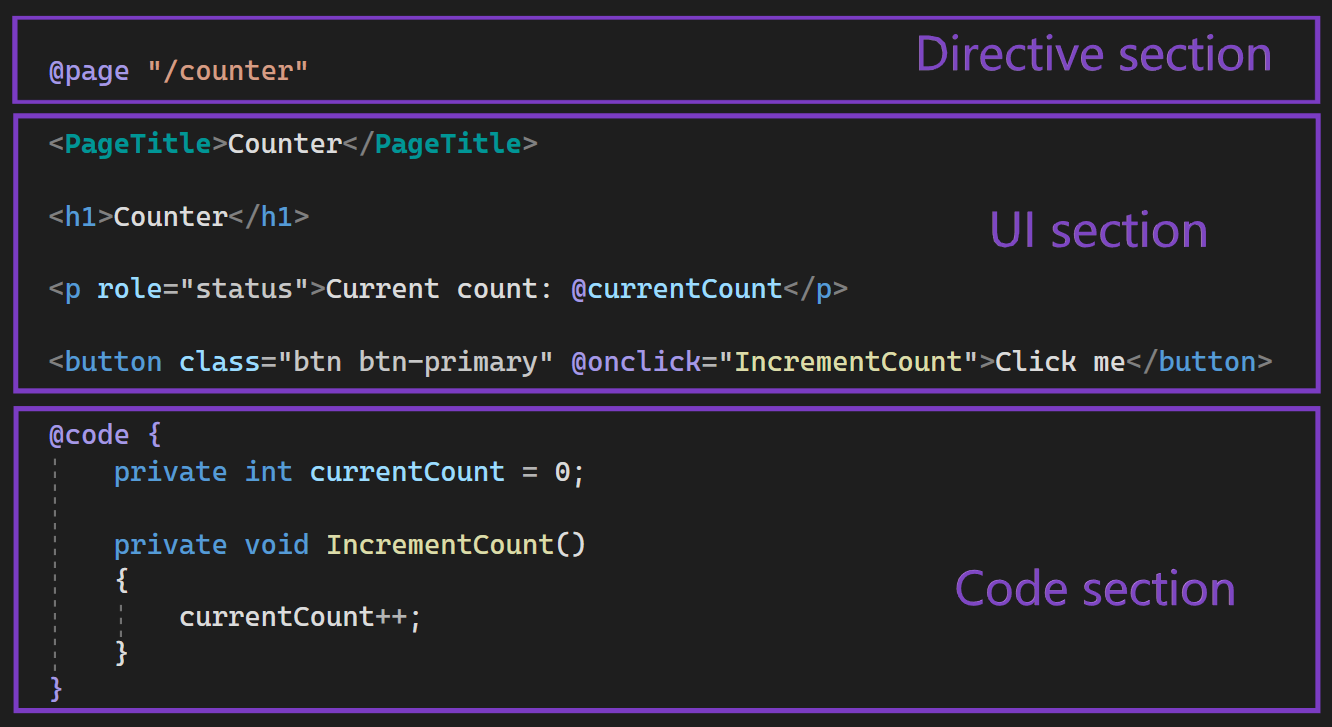 Directive section
@page "/counter"
<PageTitle>Counter</PageTitle>
<h1>Counter</h1>
UI section
<p role="status">Current count: @currentCount</p>
<button class="btn btn-primary" @onclick="IncrementCount">Click me</button>
@code {
    private int currentCount = 0;
    private void IncrementCount()
    {
Code section
        currentCount++;
    }
}